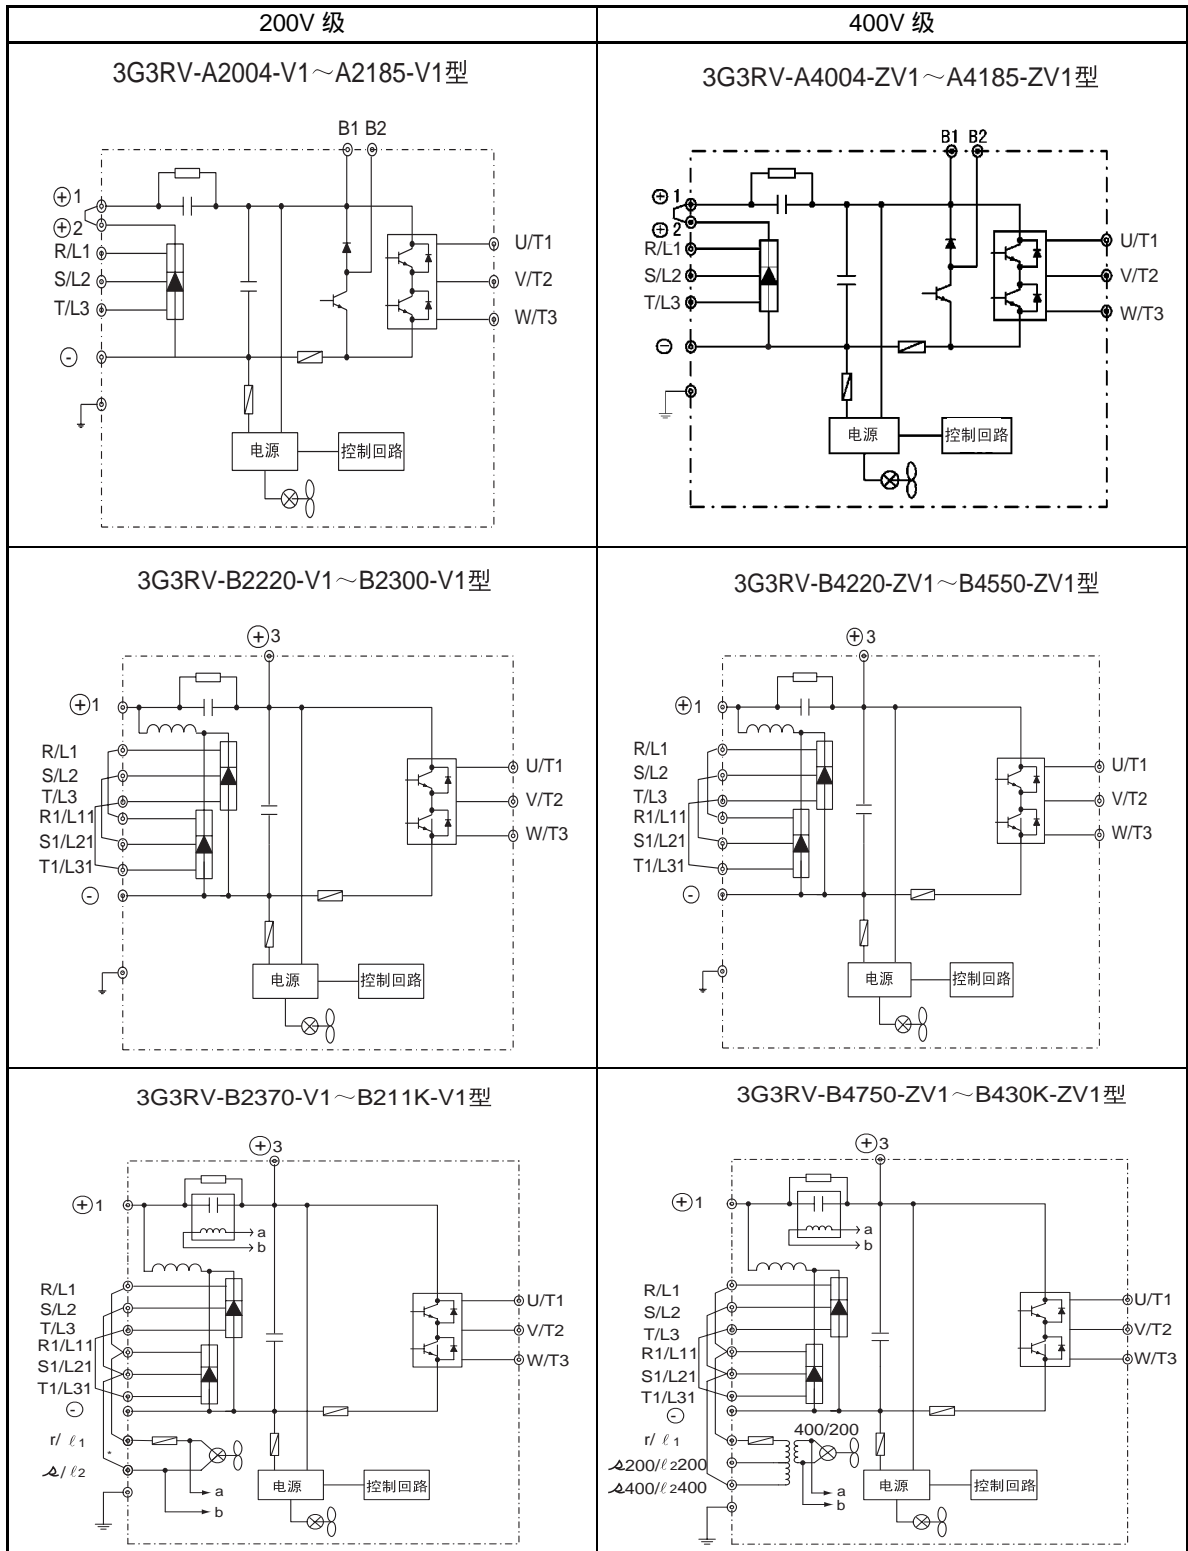 200V 级
400V 级
3G3RV-A2004-V1～A2185-V1型
B1 B2
⊕1
⊕2
R/L1
S/L2
T/L3
⊖
U/T1
V/T2
W/T3
电源
控制回路
3G3RV-A4004-ZV1～A4185-ZV1型
B1 B2
⊕1
⊕2
R/L1
S/L2
T/L3
⊖
U/T1
V/T2
W/T3
电源
控制回路
3G3RV-B2220-V1～B2300-V1型
⊕3
⊕1
R/L1
S/L2
T/L3
R1/L11
S1/L21
T1/L31
⊖
U/T1
V/T2
W/T3
电源
控制回路
3G3RV-B4220-ZV1～B4550-ZV1型
⊕3
⊕1
R/L1
S/L2
T/L3
R1/L11
S1/L21
T1/L31
⊖
U/T1
V/T2
W/T3
电源
控制回路
3G3RV-B2370-V1～B211K-V1型
⊕3
⊕1
a
b
R/L1
S/L2
T/L3
R1/L11
S1/L21
T1/L31
⊖
r/ ℓ1
*
s/ℓ2
a
b
U/T1
V/T2
W/T3
电源
控制回路
3G3RV-B4750-ZV1～B430K-ZV1型
⊕3
⊕1
a
b
R/L1
S/L2
T/L3
R1/L11
S1/L21
T1/L31
⊖
400/200
r/ ℓ1
s200/ℓ2200
s400/ℓ2400
a
b
U/T1
V/T2
W/T3
电源
控制回路